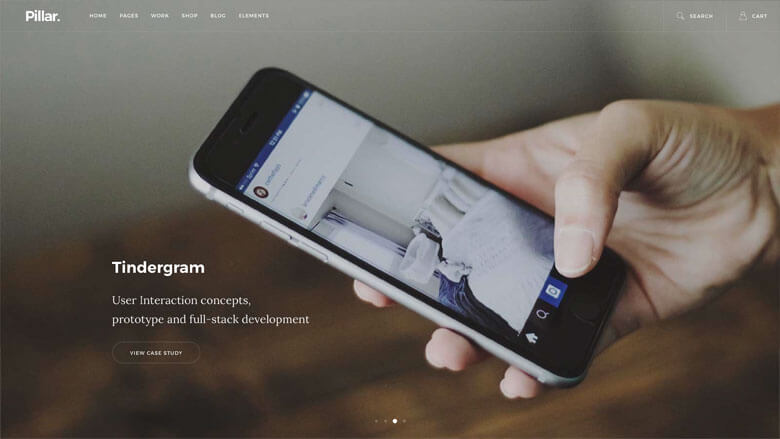 Pillar.
HOME PAGES WORK SHOP BLOG ELEMENTS
SEARCH
CART
Tindergram
User Interaction concepts,
prototype and full-stack development
VIEW CASE STUDY